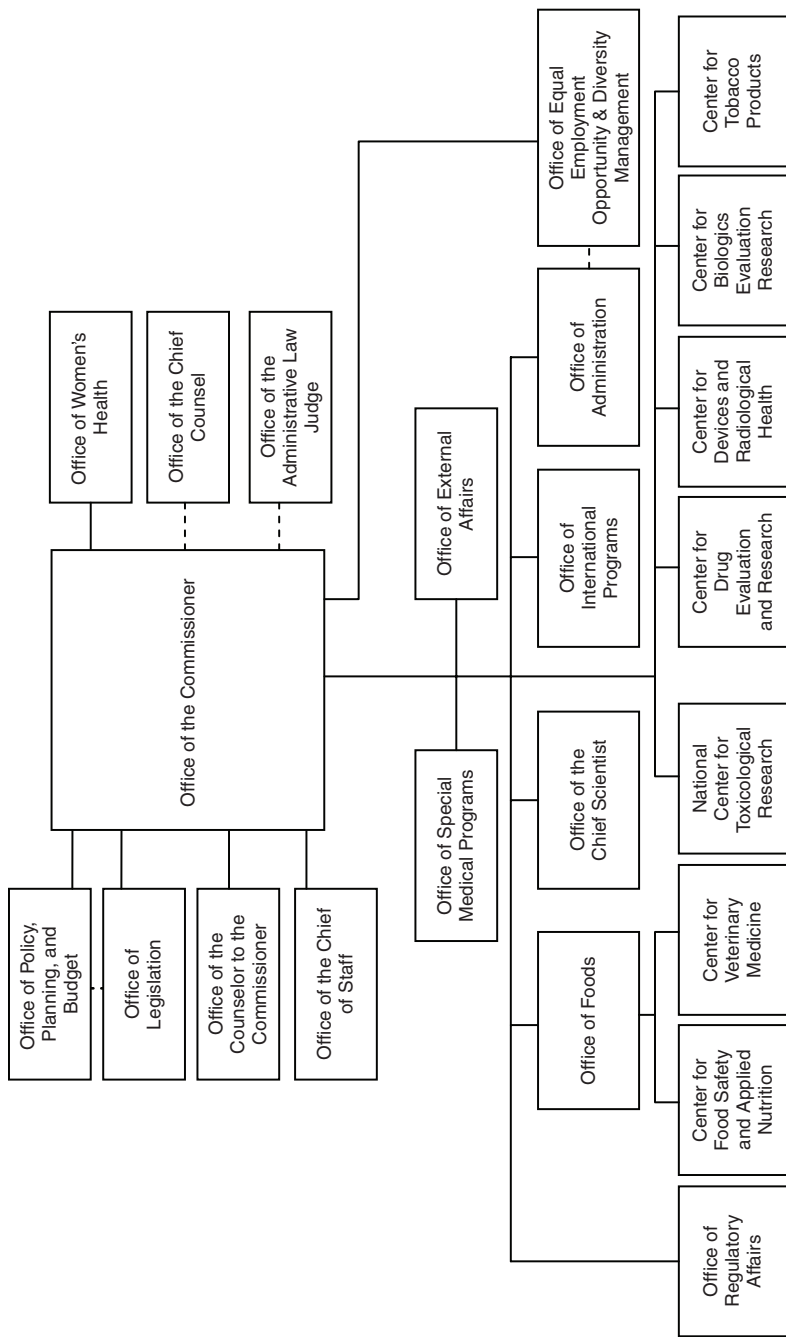 Office of the Commissioner
Office of Policy,
Planning, and
Budget
Office of
Legislation
Office of the
Counselor to the
Commissioner
Office of the Chief
of Staff
Office of Women's
Health
Office of the Chief
Counsel
Office of the
Administrative Law
Judge
Office of Special
Medical Programs
Office of External
Affairs
Office of Foods
Office of the
Chief Scientist
Office of
International
Programs
Office of
Administration
Office of Equal
Employment
Opportunity & Diversity
Management
Office of
Regulatory
Affairs
Center for
Food Safety
and Applied
Nutrition
Center for
Veterinary
Medicine
National
Center for
Toxicological
Research
Center for
Drug
Evaluation
and Research
Center for
Devices and
Radiological
Health
Center for
Biologics
Evaluation
Research
Center for
Tobacco
Products